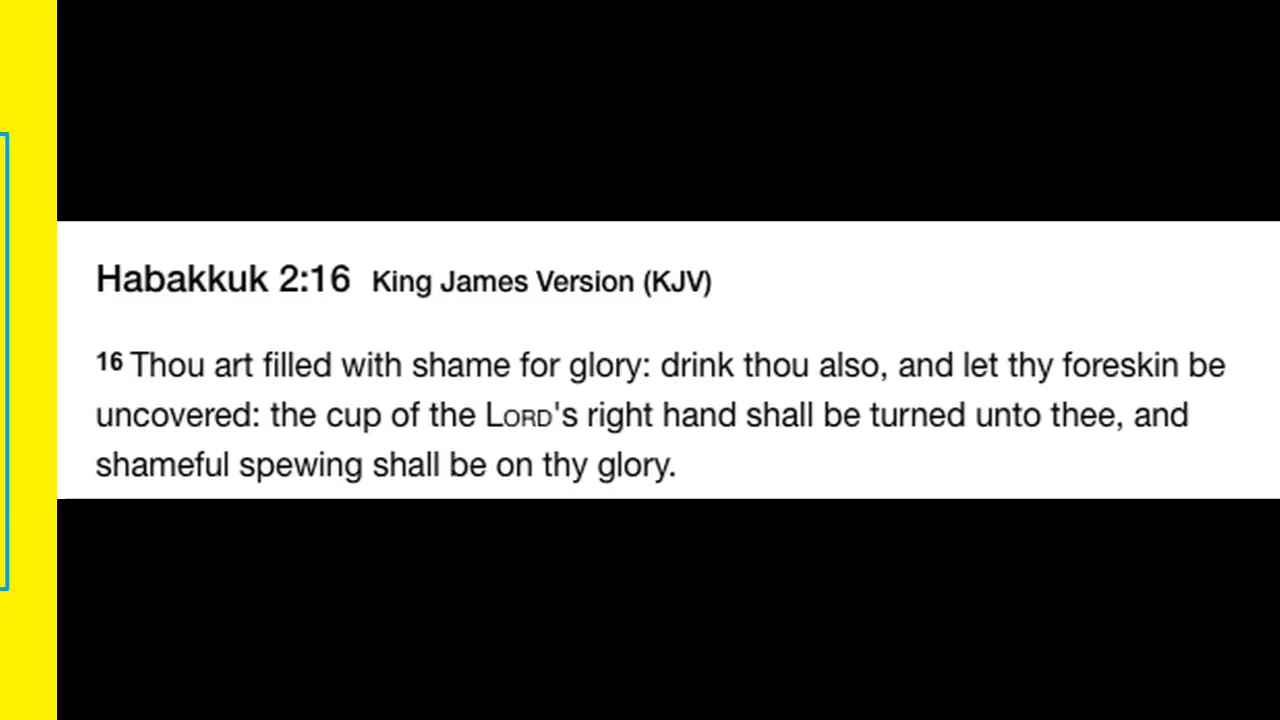 Habakkuk 2:16 King James Version (KJV)
16 Thou art filled with shame for glory: drink thou also, and let thy foreskin be
uncovered: the cup of the LORD's right hand shall be turned unto thee, and
shameful spewing shall be on thy glory.